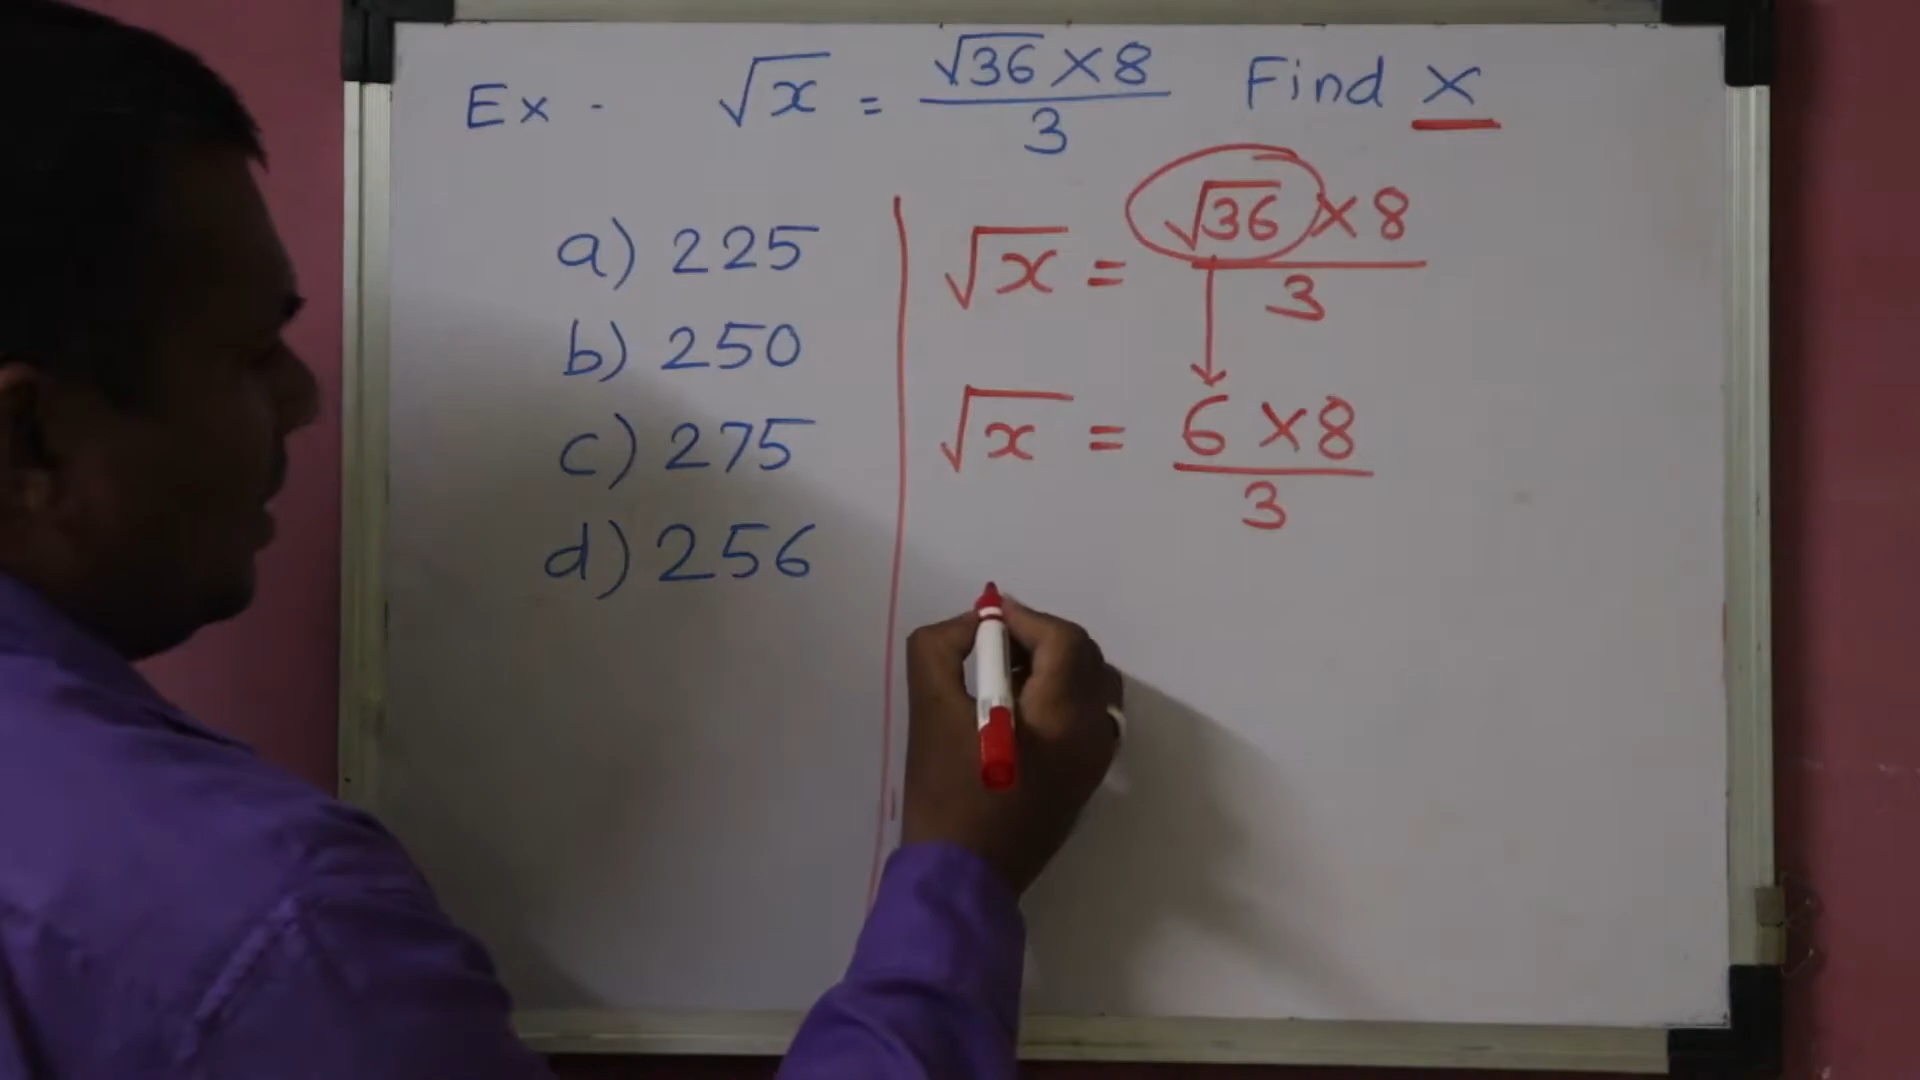 Ex - √x = √36 × 8 / 3 Find x
a) 225
b) 250
c) 275
d) 256
√x = √36 × 8 / 3
√x = 6 × 8 / 3